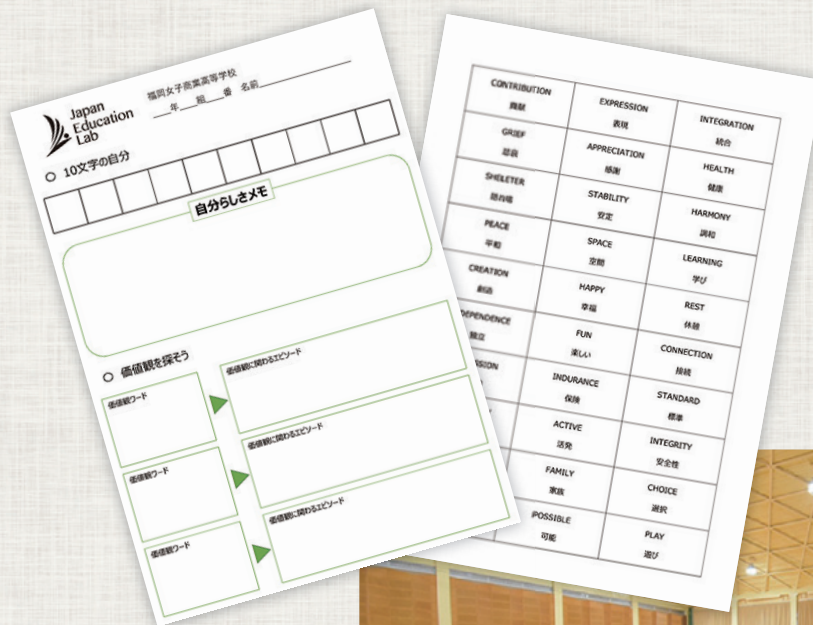 Japan
Education
Lab
福岡女子商業高等学校
年 組 番 名前
10文字の自分
自分らしさメモ
価値観を探そう
価値観ワード
価値観に関わるエピソード
価値観ワード
価値観に関わるエピソード
価値観ワード
価値観に関わるエピソード
CONTRIBUTION
貢献
EXPRESSION
表現
INTEGRATION
統合
GRIEF
APPRECIATION
感謝
HEALTH
健康
SHELETER
STABILITY
安定
HARMONY
調和
PEACE
平和
SPACE
空間
LEARNING
学び
CREATION
創造
HAPPY
幸福
REST
休憩
EPENDENCE
独立
FUN
楽しい
CONNECTION
接続
SSION
INDURANCE
保険
STANDARD
標準
ACTIVE
活発
INTEGRITY
安全性
FAMILY
家族
CHOICE
選択
POSSIBLE
可能
PLAY
遊び